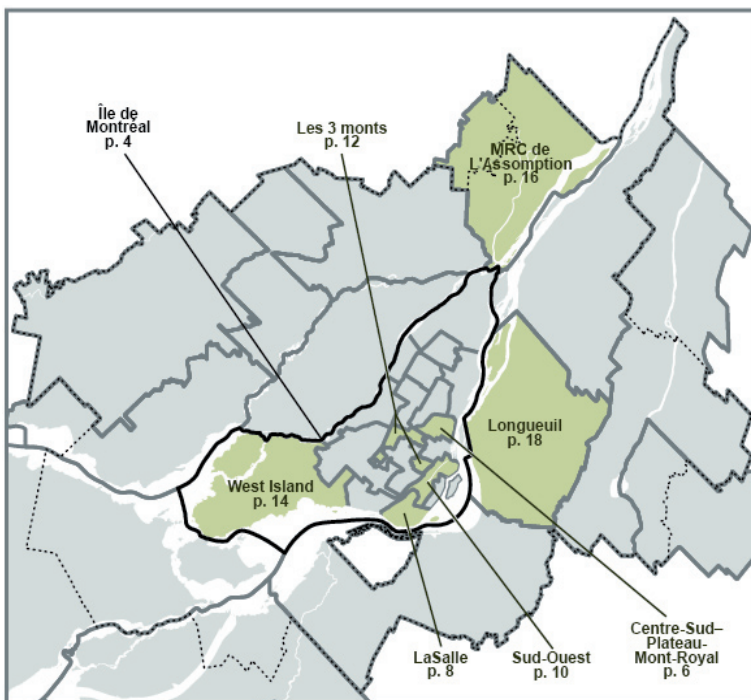 Île de
Montréal
p. 4
Les 3 monts
p. 12
MRC de
L'Assomption
p. 16
Longueuil
p. 18
West Island
p. 14
LaSalle
p. 8
Sud-Ouest
p. 10
Centre-Sud–
Plateau-
Mont-Royal
p. 6